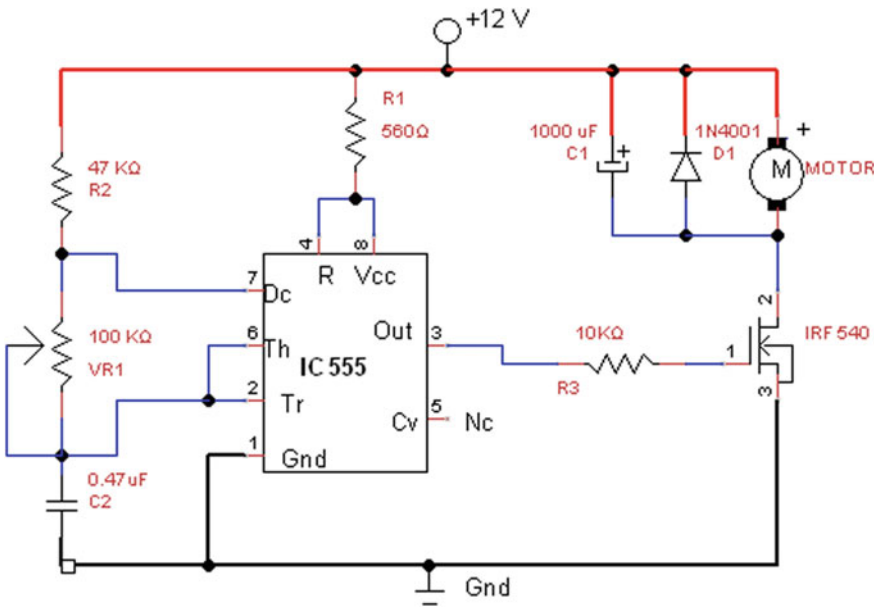 +12 V
R1
560Ω
1000 uF
C1
+
1N4001
D1
+
M
MOTOR
47 KΩ
R2
4
8
R
Vcc
7
Dc
100 KΩ
VR1
6
Th
IC 555
Out
3
10KΩ
R3
2
1
IRF 540
3
2
Tr
Cv
5
Nc
1
Gnd
0.47uF
C2
Gnd